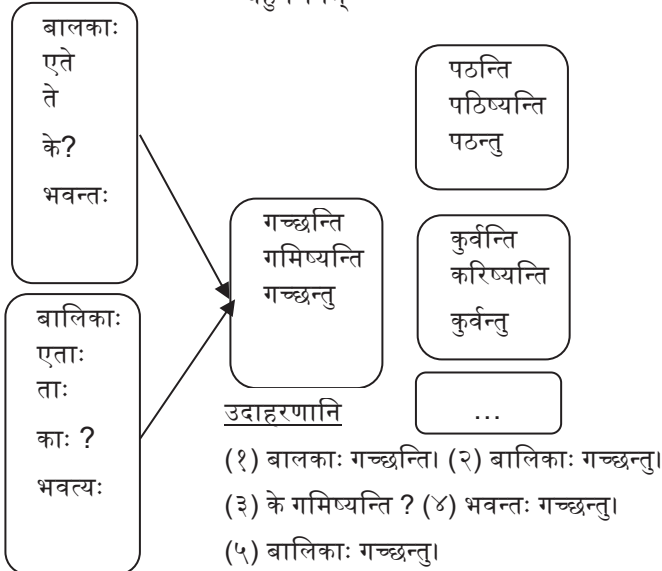 बालकाः
एते
ते
के?
भवन्तः
बालिकाः
एताः
ताः
काः ?
भवत्यः
गच्छन्ति
गमिष्यन्ति
गच्छन्तु
पठन्ति
पठिष्यन्ति
पठन्तु
कुर्वन्ति
करिष्यन्ति
कुर्वन्तु
...
उदाहरणानि
(१) बालकाः गच्छन्ति। (२) बालिकाः गच्छन्तु।
(३) के गमिष्यन्ति ? (४) भवन्तः गच्छन्तु।
(५) बालिकाः गच्छन्तु।